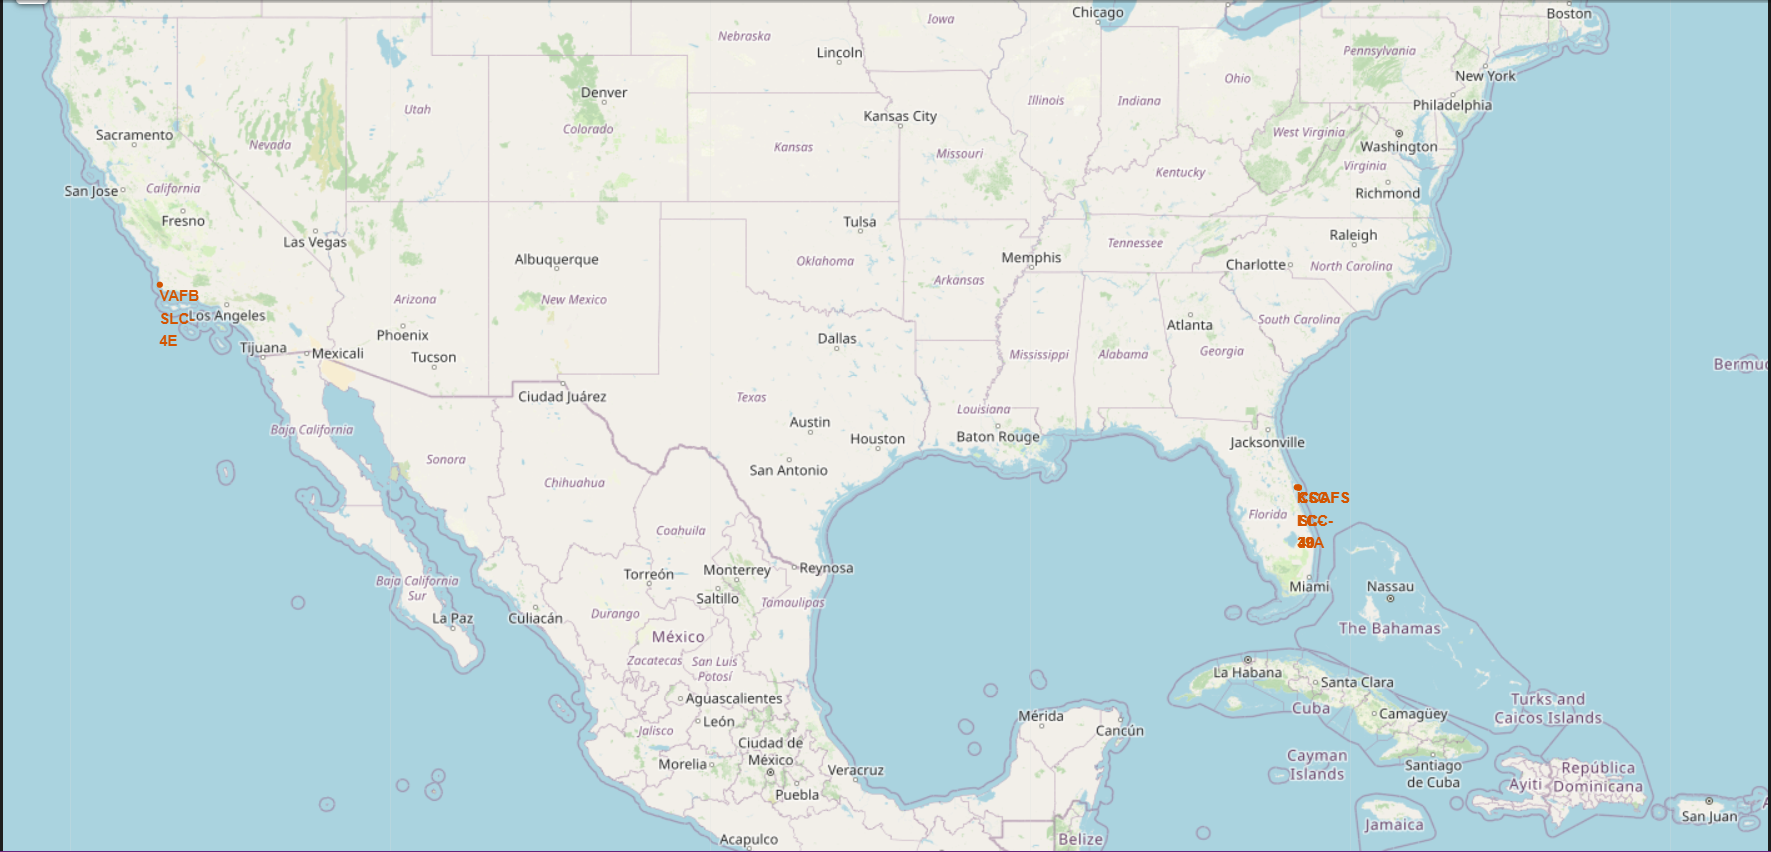 Chicago
Boston
Iowa
Nebraska
Lincoln
Pennsylvania
Ohio
New York
Denver
Utah
Illinois
Indiana
Philadelphia
Kansas City
Colorado
Sacramento
Nevada
Kansas
Missouri
West Virginia
Washington
Virginia
Kentucky
San Jose
California
Richmond
Fresno
Tulsa
Las Vegas
Raleigh
Tennessee
Albuquerque
Oklahoma
Memphis
Charlotte
North Carolina
Arkansas
VAFB
SLC-
4E
Los Angeles
Arizona
New Mexico
Phoenix
Dallas
Atlanta
South Carolina
Tijuana
Mexicali
Tucson
Mississippi
Alabama
Georgia
Bermu
Ciudad Juárez
Texas
Louisiana
Baja California
Austin
Houston
Baton Rouge
Jacksonville
Sonora
San Antonio
Chihuahua
Florida
Coahuila
Torreón
Monterrey
Reynosa
Baja California
Sur
Saltillo
Tamaulipas
Miami
Nassau
La Paz
Culiacán
Durango
México
The Bahamas
Zacatecas
San Luis
Potosí
La Habana
Santa Clara
Aguascalientes
León
Jalisco
Mérida
Cancún
Cuba
Camagüey
Turks and
Caicos Islands
Ciudad de
México
Morelia
Veracruz
Puebla
Cayman
Islands
Santiago
de Cuba
Ayiti
República
Dominicana
San Juan
Jamaica
Acapulco
Belize